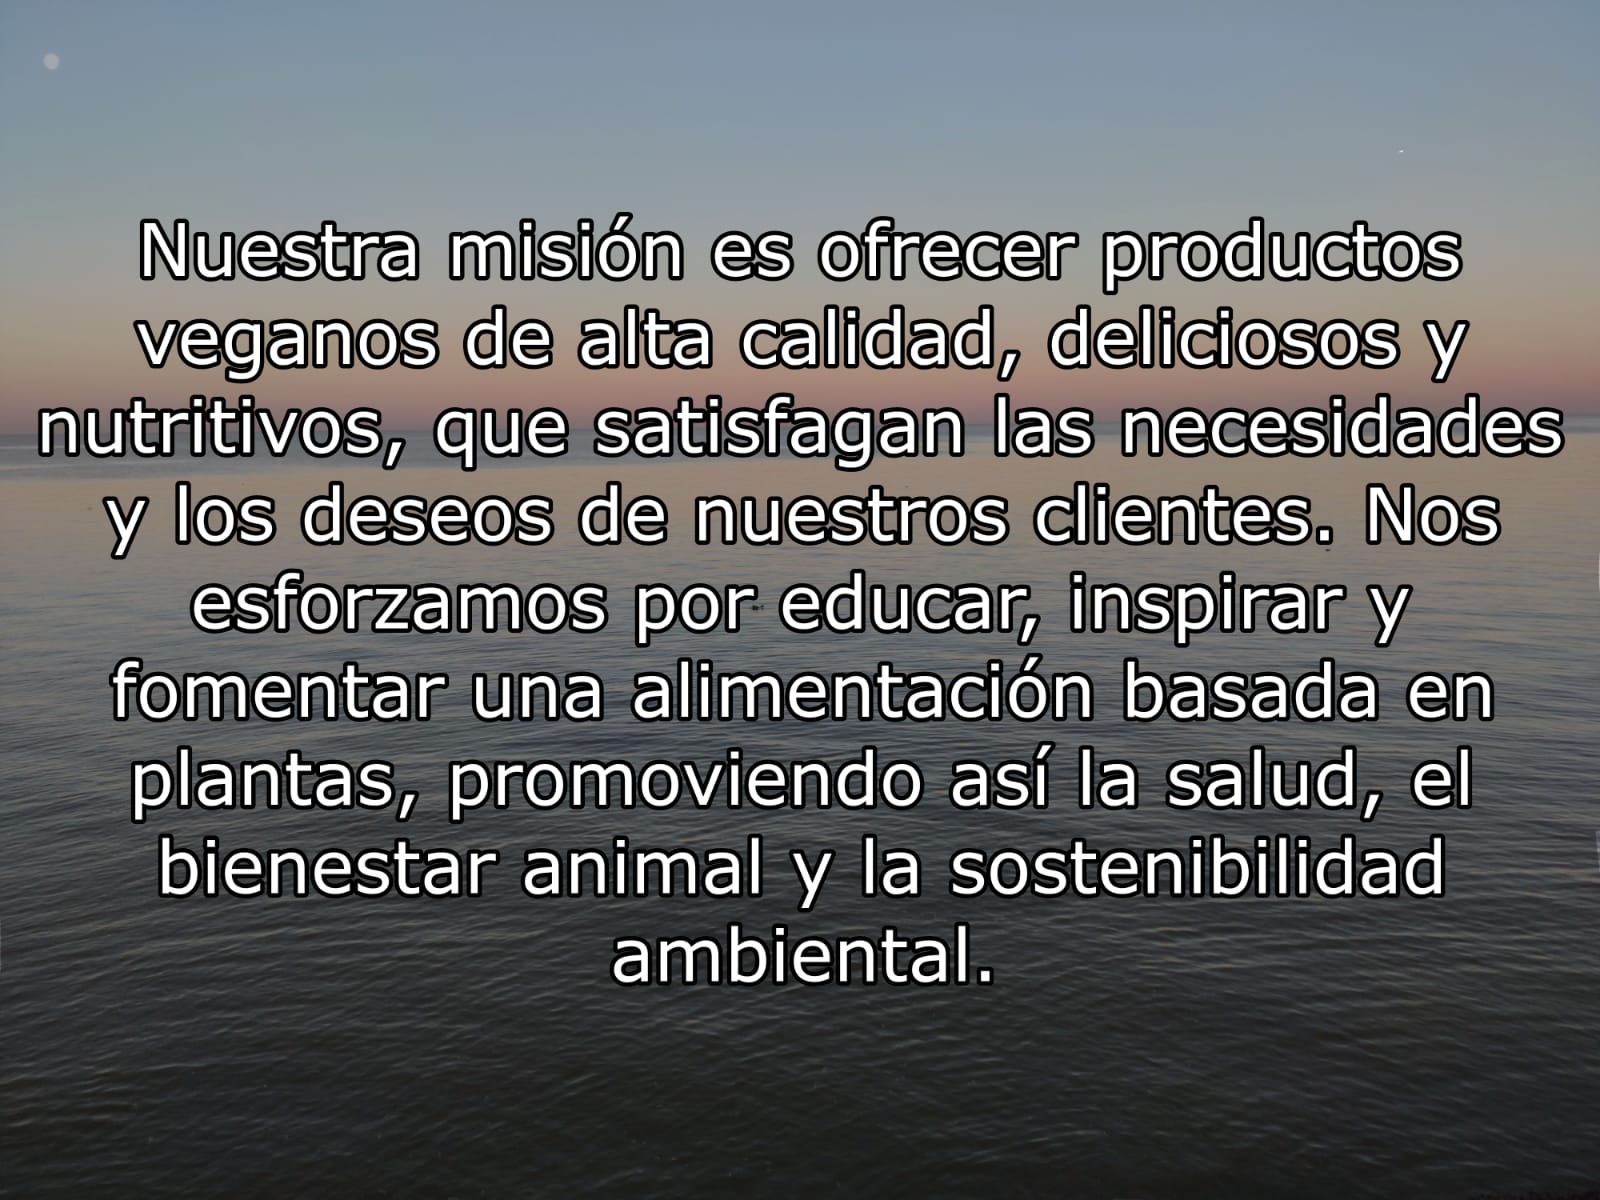 Nuestra misión es ofrecer productos
veganos de alta calidad, deliciosos y
nutritivos, que satisfagan las necesidades
y los deseos de nuestros clientes. Nos
esforzamos por educar, inspirar y
fomentar una alimentación basada en
plantas, promoviendo así la salud, el
bienestar animal y la sostenibilidad
ambiental.